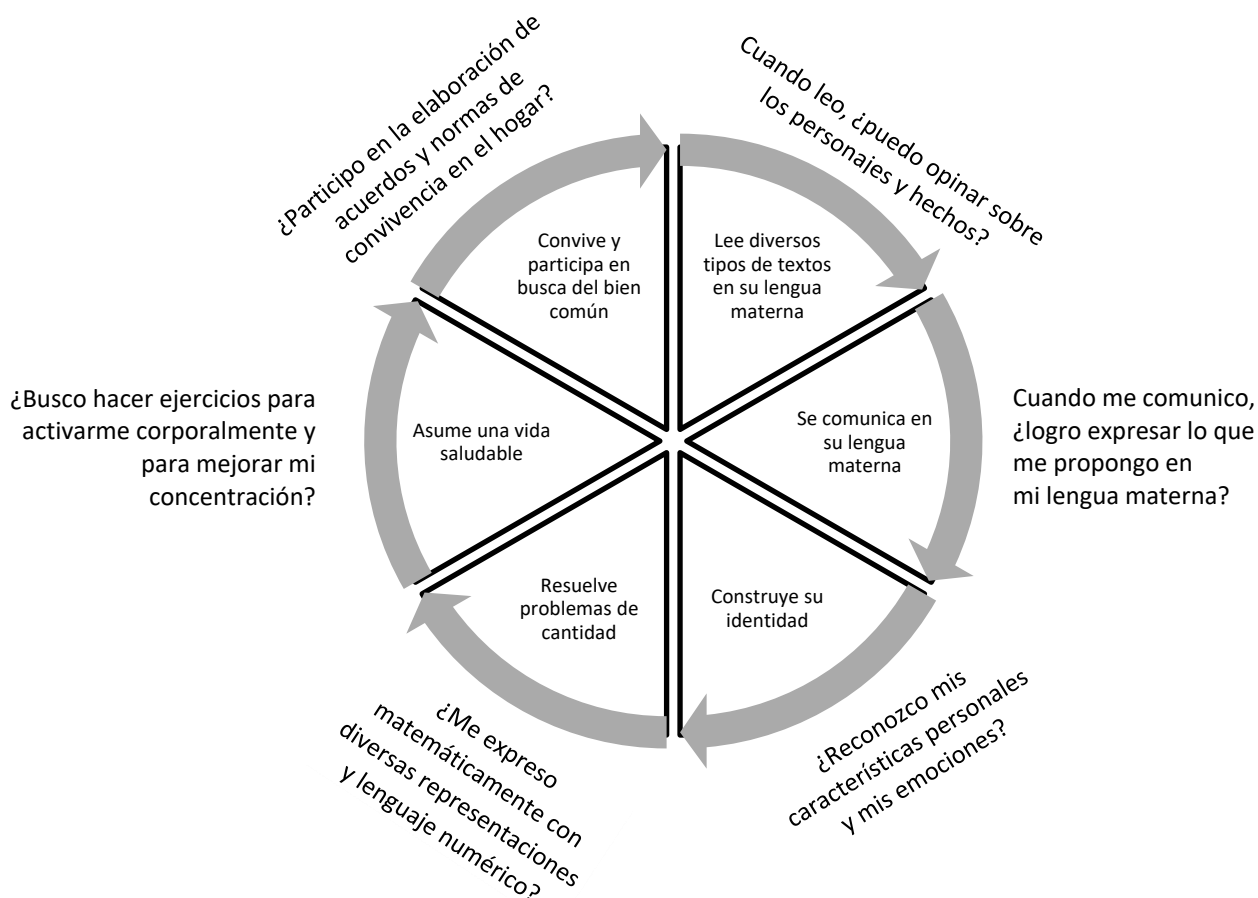 ¿Participo en la elaboración de
acuerdos y normas de
convivencia en el hogar?
Cuando leo, ¿puedo opinar sobre
los personajes y hechos?
Convive y
participa en
busca del bien
común
Lee diversos
tipos de textos
en su lengua
materna
¿Busco hacer ejercicios para
activarme corporalmente y
para mejorar mi
concentración?
Asume una vida
saludable
Se comunica en
su lengua
materna
Cuando me comunico,
¿logro expresar lo que
me propongo en
mi lengua materna?
Resuelve
problemas de
cantidad
Construye su
identidad
¿Me expreso
matemáticamente con
diversas representaciones
y lenguaje numérico?
¿Reconozco mis
características personales
y mis emociones?